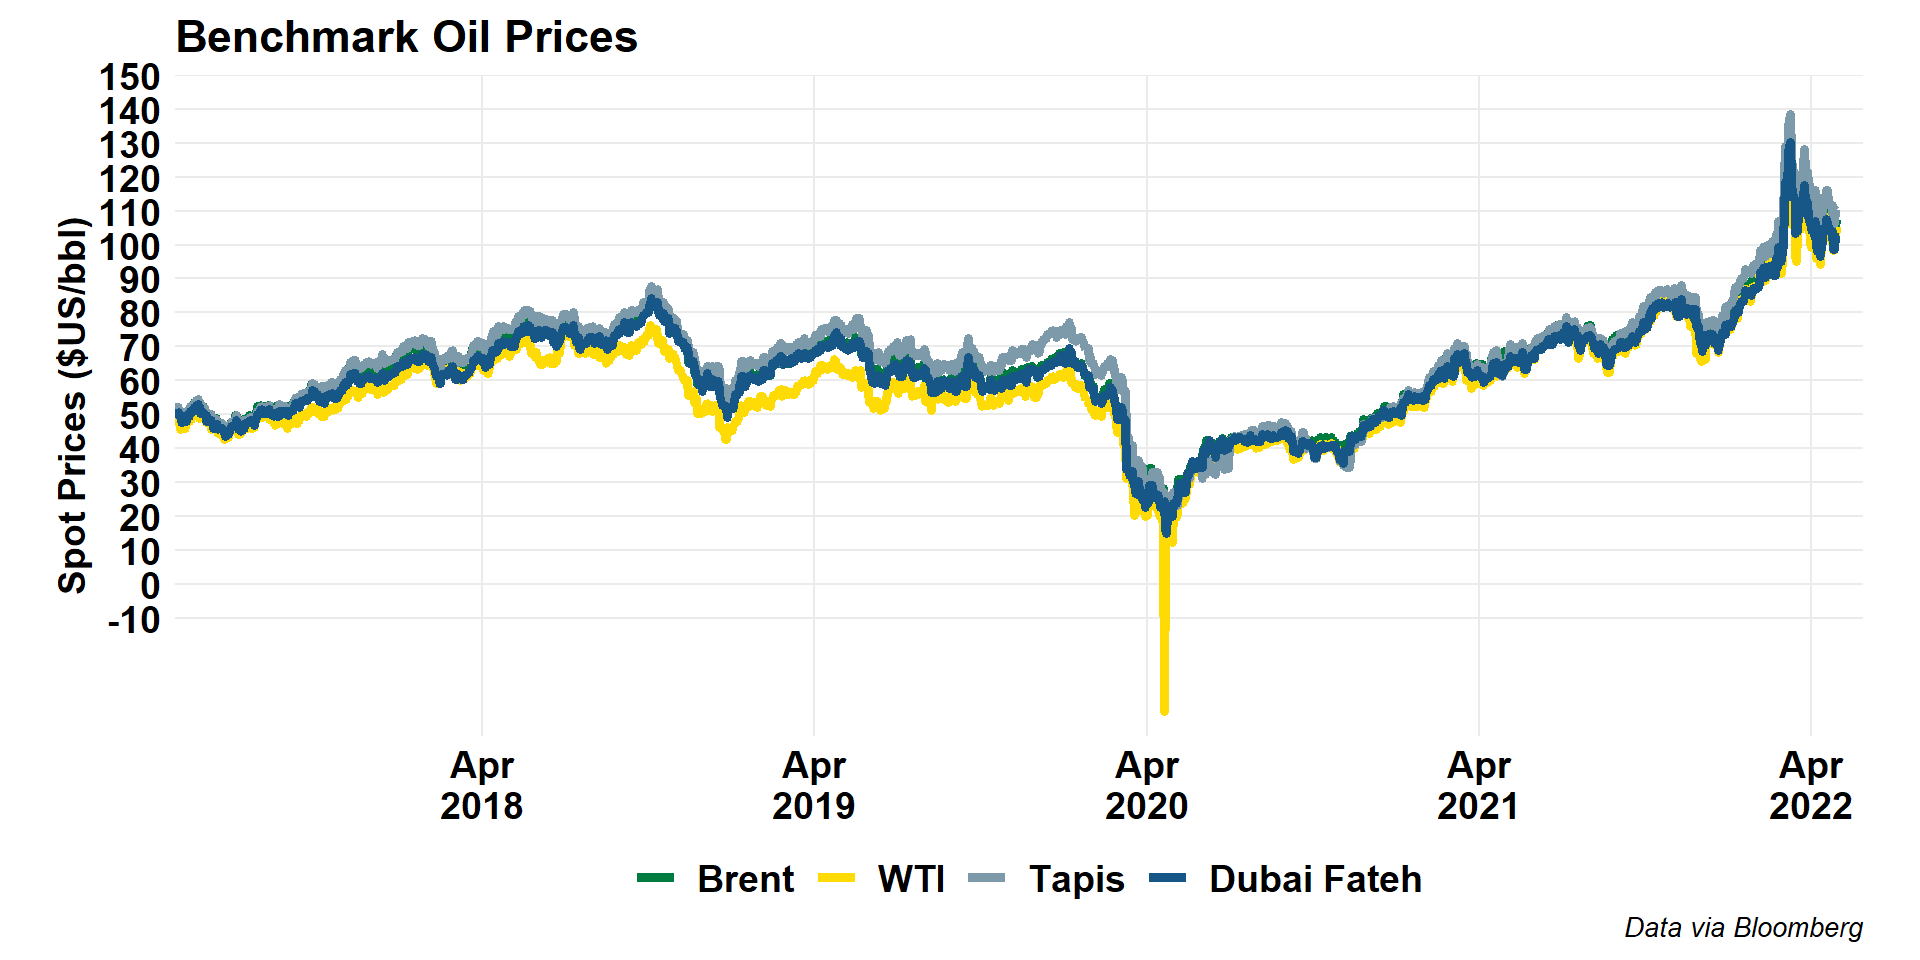 Benchmark Oil Prices
Spot Prices ($US/bbl)
150
140
130
120
110
100
90
80
70
60
50
40
30
20
10
0
-10
Apr
2018
Apr
2019
Apr
2020
Apr
2021
Apr
2022
Brent WTI Tapis Dubai Fateh
Data via Bloomberg